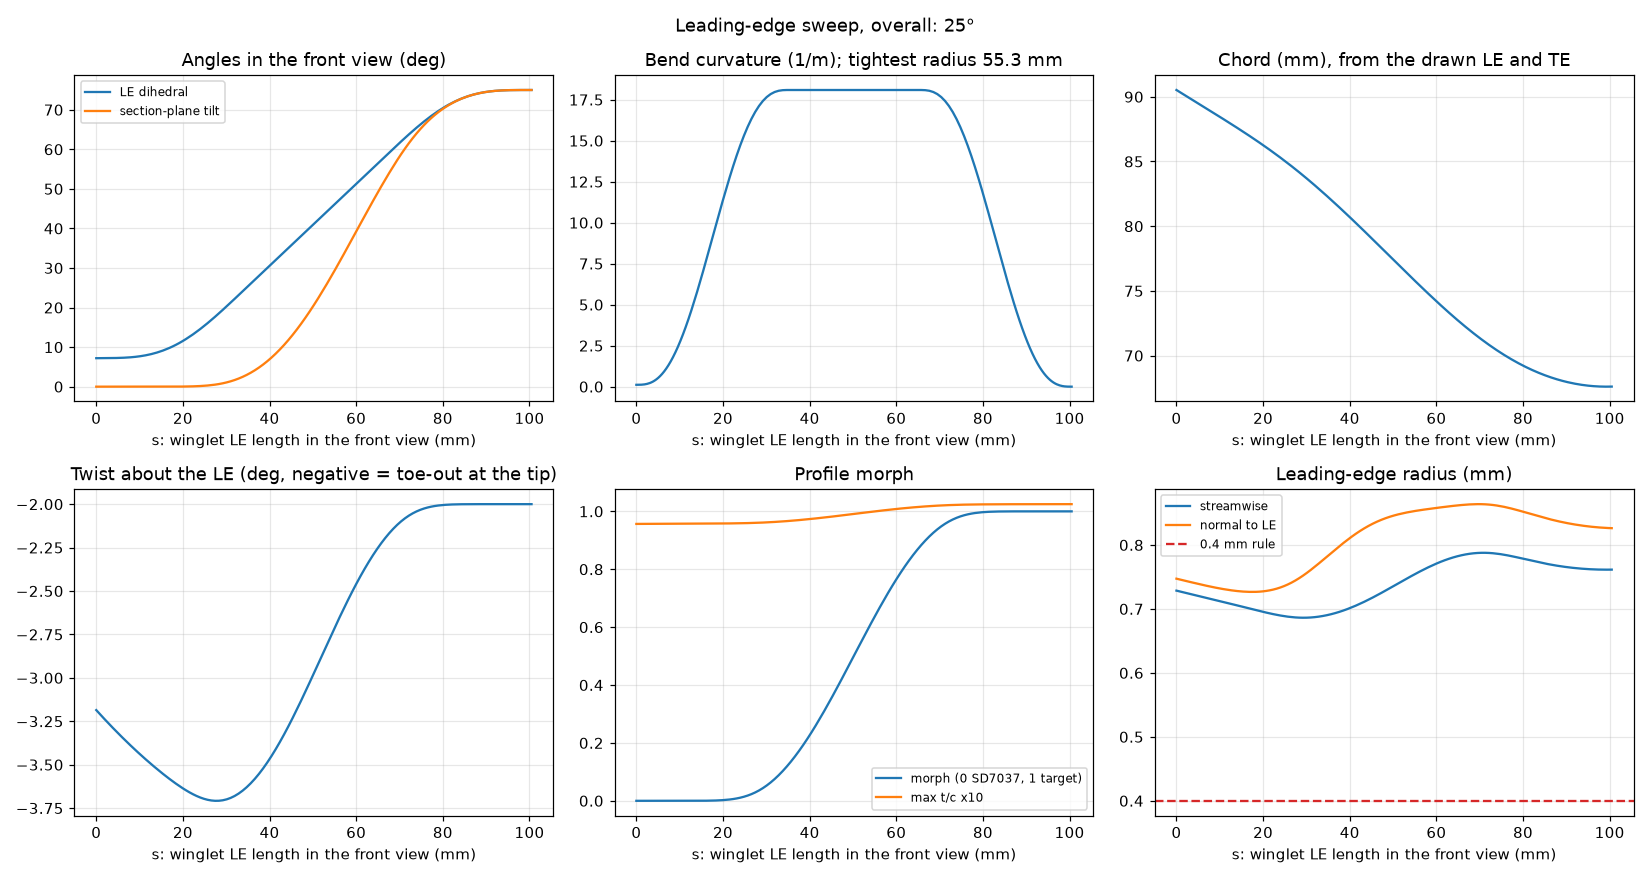 Leading-edge sweep, overall: 25°
Angles in the front view (deg)
LE dihedral
section-plane tilt
70
60
50
40
30
20
10
0
0 20 40 60 80 100
s: winglet LE length in the front view (mm)
Bend curvature (1/m); tightest radius 55.3 mm
17.5
15.0
12.5
10.0
7.5
5.0
2.5
0.0
0 20 40 60 80 100
s: winglet LE length in the front view (mm)
Chord (mm), from the drawn LE and TE
90
85
80
75
70
0 20 40 60 80 100
s: winglet LE length in the front view (mm)
Twist about the LE (deg, negative = toe-out at the tip)
−2.00
−2.25
−2.50
−2.75
−3.00
−3.25
−3.50
−3.75
0 20 40 60 80 100
s: winglet LE length in the front view (mm)
Profile morph
1.0
0.8
0.6
0.4
0.2
0.0
morph (0 SD7037, 1 target)
max t/c x10
0 20 40 60 80 100
s: winglet LE length in the front view (mm)
Leading-edge radius (mm)
streamwise
normal to LE
0.4 mm rule
0.8
0.7
0.6
0.5
0.4
0 20 40 60 80 100
s: winglet LE length in the front view (mm)